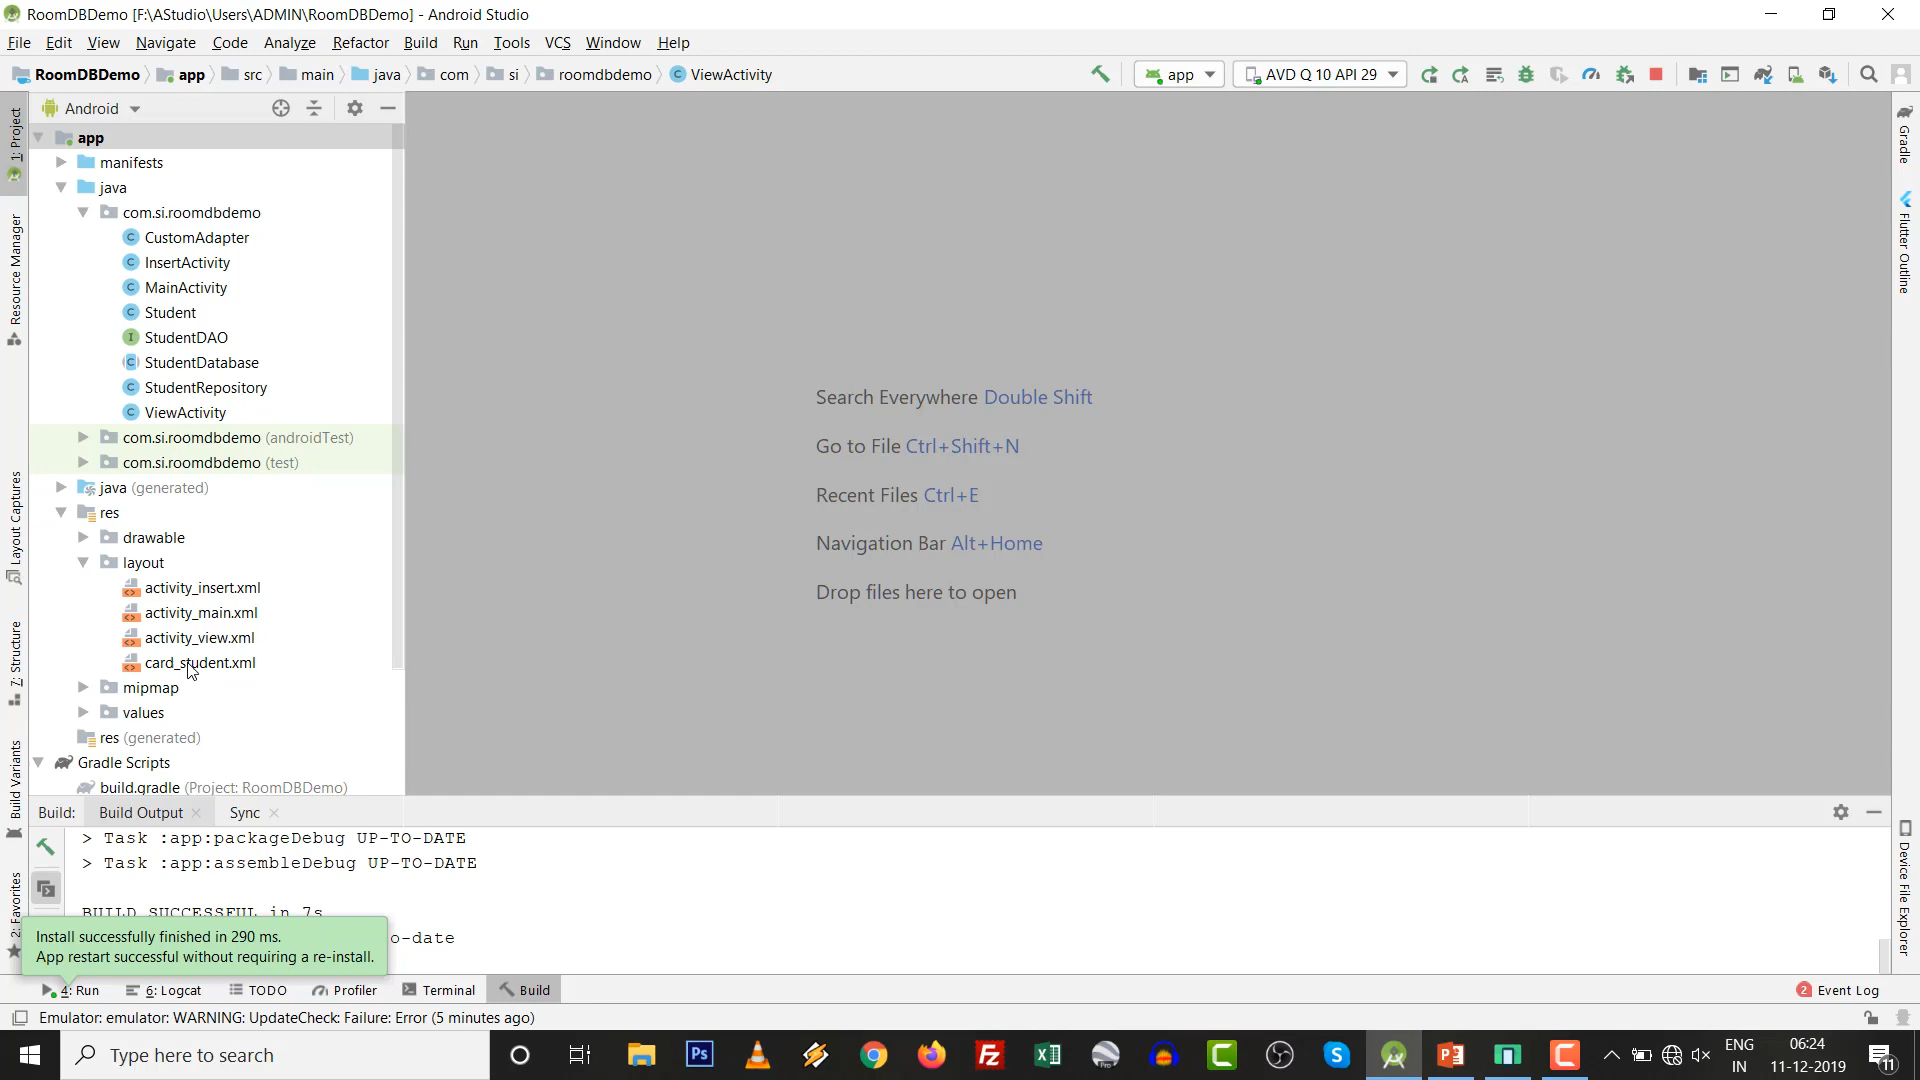 RoomDBDemo [F:\AStudio\Users\ADMIN\RoomDBDemo] - Android Studio
File Edit View Navigate Code Analyze Refactor Build Run Tools VCS Window Help
RoomDBDemo app src main java com si roomdbdemo ViewActivity app AVD Q 10 API 29
Android
1: Project
Resource Manager
Layout Captures
7: Structure
Build Variants
2: Favorites
app
manifests
java
com.si.roomdbdemo
CustomAdapter
InsertActivity
MainActivity
Student
StudentDAO
StudentDatabase
StudentRepository
ViewActivity
com.si.roomdbdemo (androidTest)
com.si.roomdbdemo (test)
java (generated)
res
drawable
layout
activity_insert.xml
activity_main.xml
activity_view.xml
card_student.xml
mipmap
values
res (generated)
Gradle Scripts
build.gradle (Project: RoomDBDemo)
Search Everywhere Double Shift
Go to File Ctrl+Shift+N
Recent Files Ctrl+E
Navigation Bar Alt+Home
Drop files here to open
Gradle
Flutter Outline
Device File Explorer
Build: Build Output Sync
> Task :app:packageDebug UP-TO-DATE
> Task :app:assembleDebug UP-TO-DATE
BUILD SUCCESSFUL in 7s
o-date
Install successfully finished in 290 ms.
App restart successful without requiring a re-install.
4: Run 6: Logcat TODO Profiler Terminal Build 2 Event Log
Emulator: emulator: WARNING: UpdateCheck: Failure: Error (5 minutes ago)
Type here to search
ENG
IN
06:24
11-12-2019
11